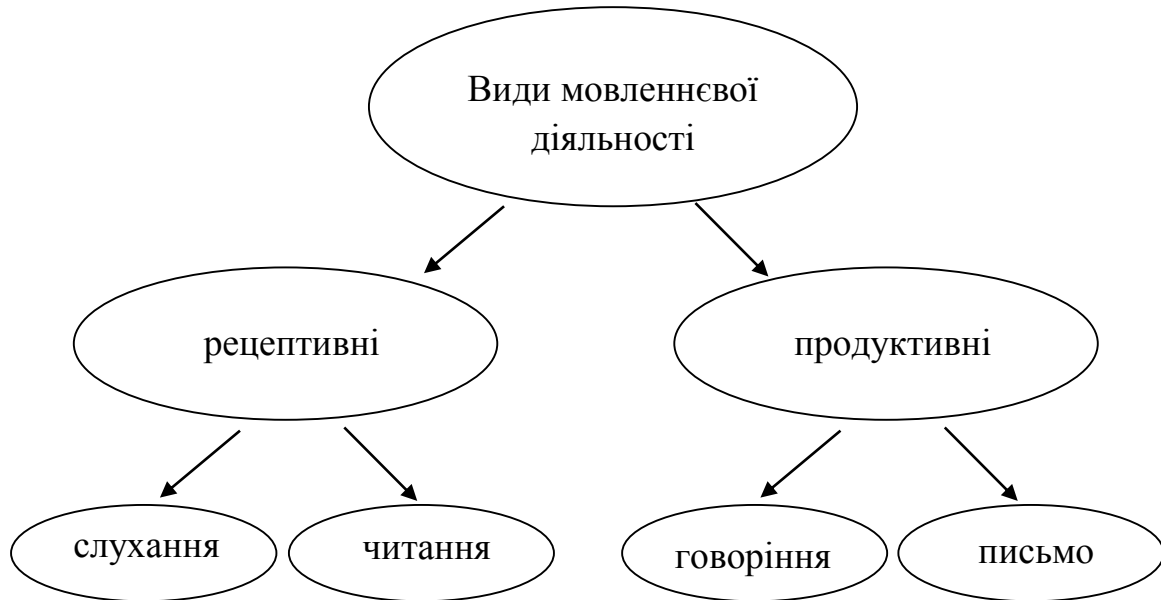 Види мовленнєвої
діяльності
рецептивні
продуктивні
слухання
читання
говоріння
письмо